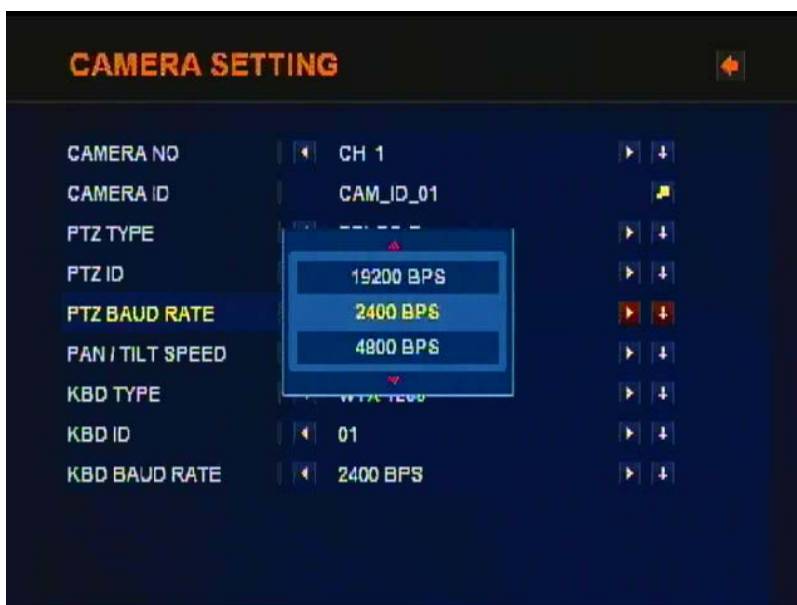 CAMERA SETTING
CAMERA NO CH 1
CAMERA ID CAM_ID_01
PTZ TYPE
PTZ ID
19200 BPS
PTZ BAUD RATE 2400 BPS
PAN / TILT SPEED 4800 BPS
KBD TYPE
KBD ID 01
KBD BAUD RATE 2400 BPS